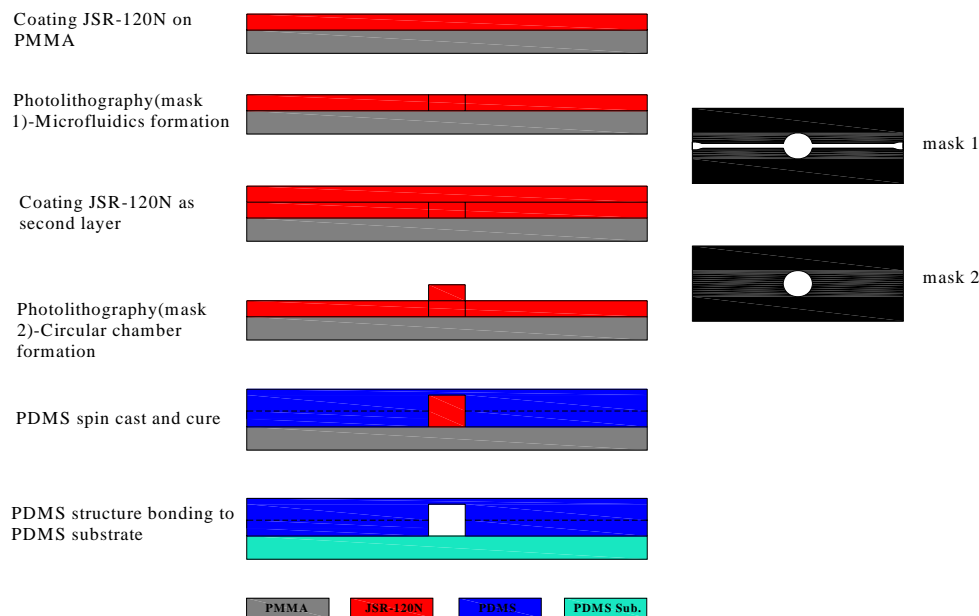 Coating JSR-120N on
PMMA
Photolithography(mask
1)-Microfluidics formation
mask 1
Coating JSR-120N as
second layer
mask 2
Photolithography(mask
2)-Circular chamber
formation
PDMS spin cast and cure
PDMS structure bonding to
PDMS substrate
PMMA
JSR-120N
PDMS
PDMS Sub.